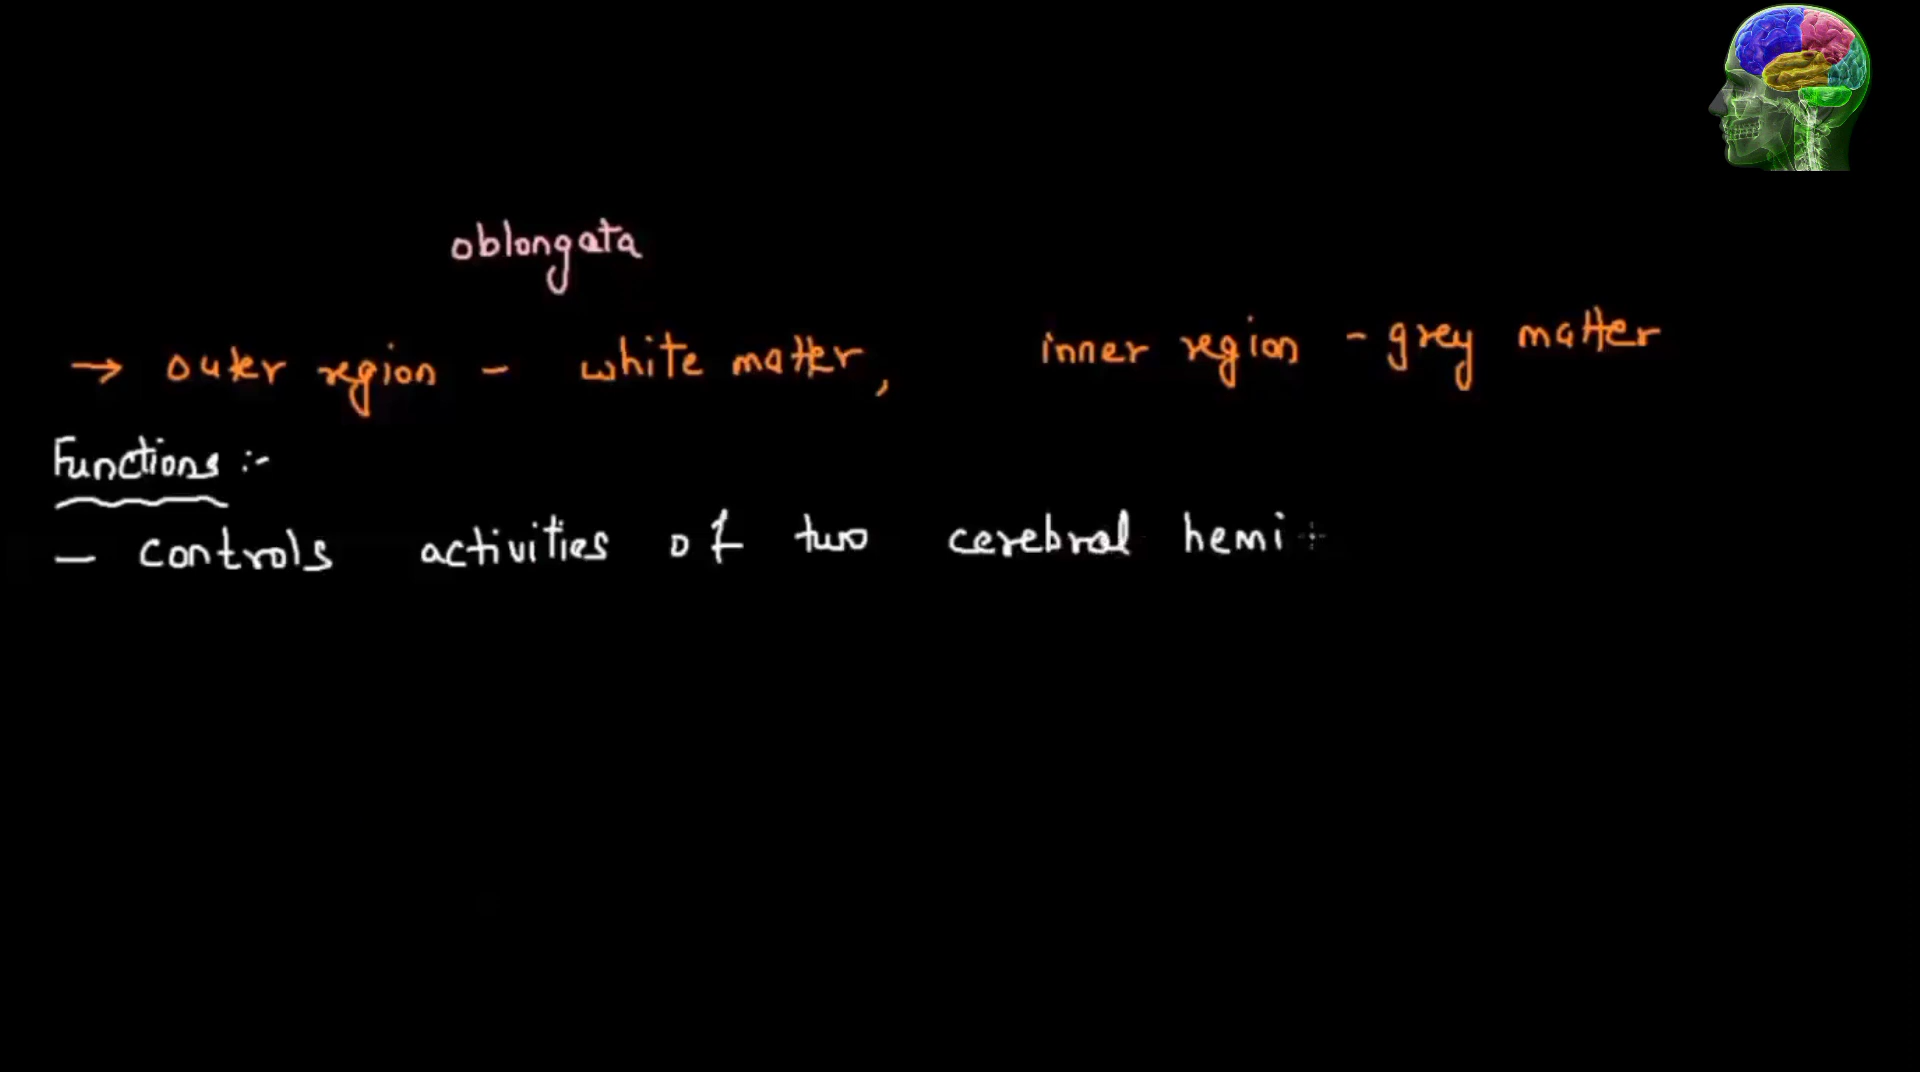 oblongata
→ outer region - white matter, inner region - grey matter
Functions :-
- controls activities of two cerebral hemi